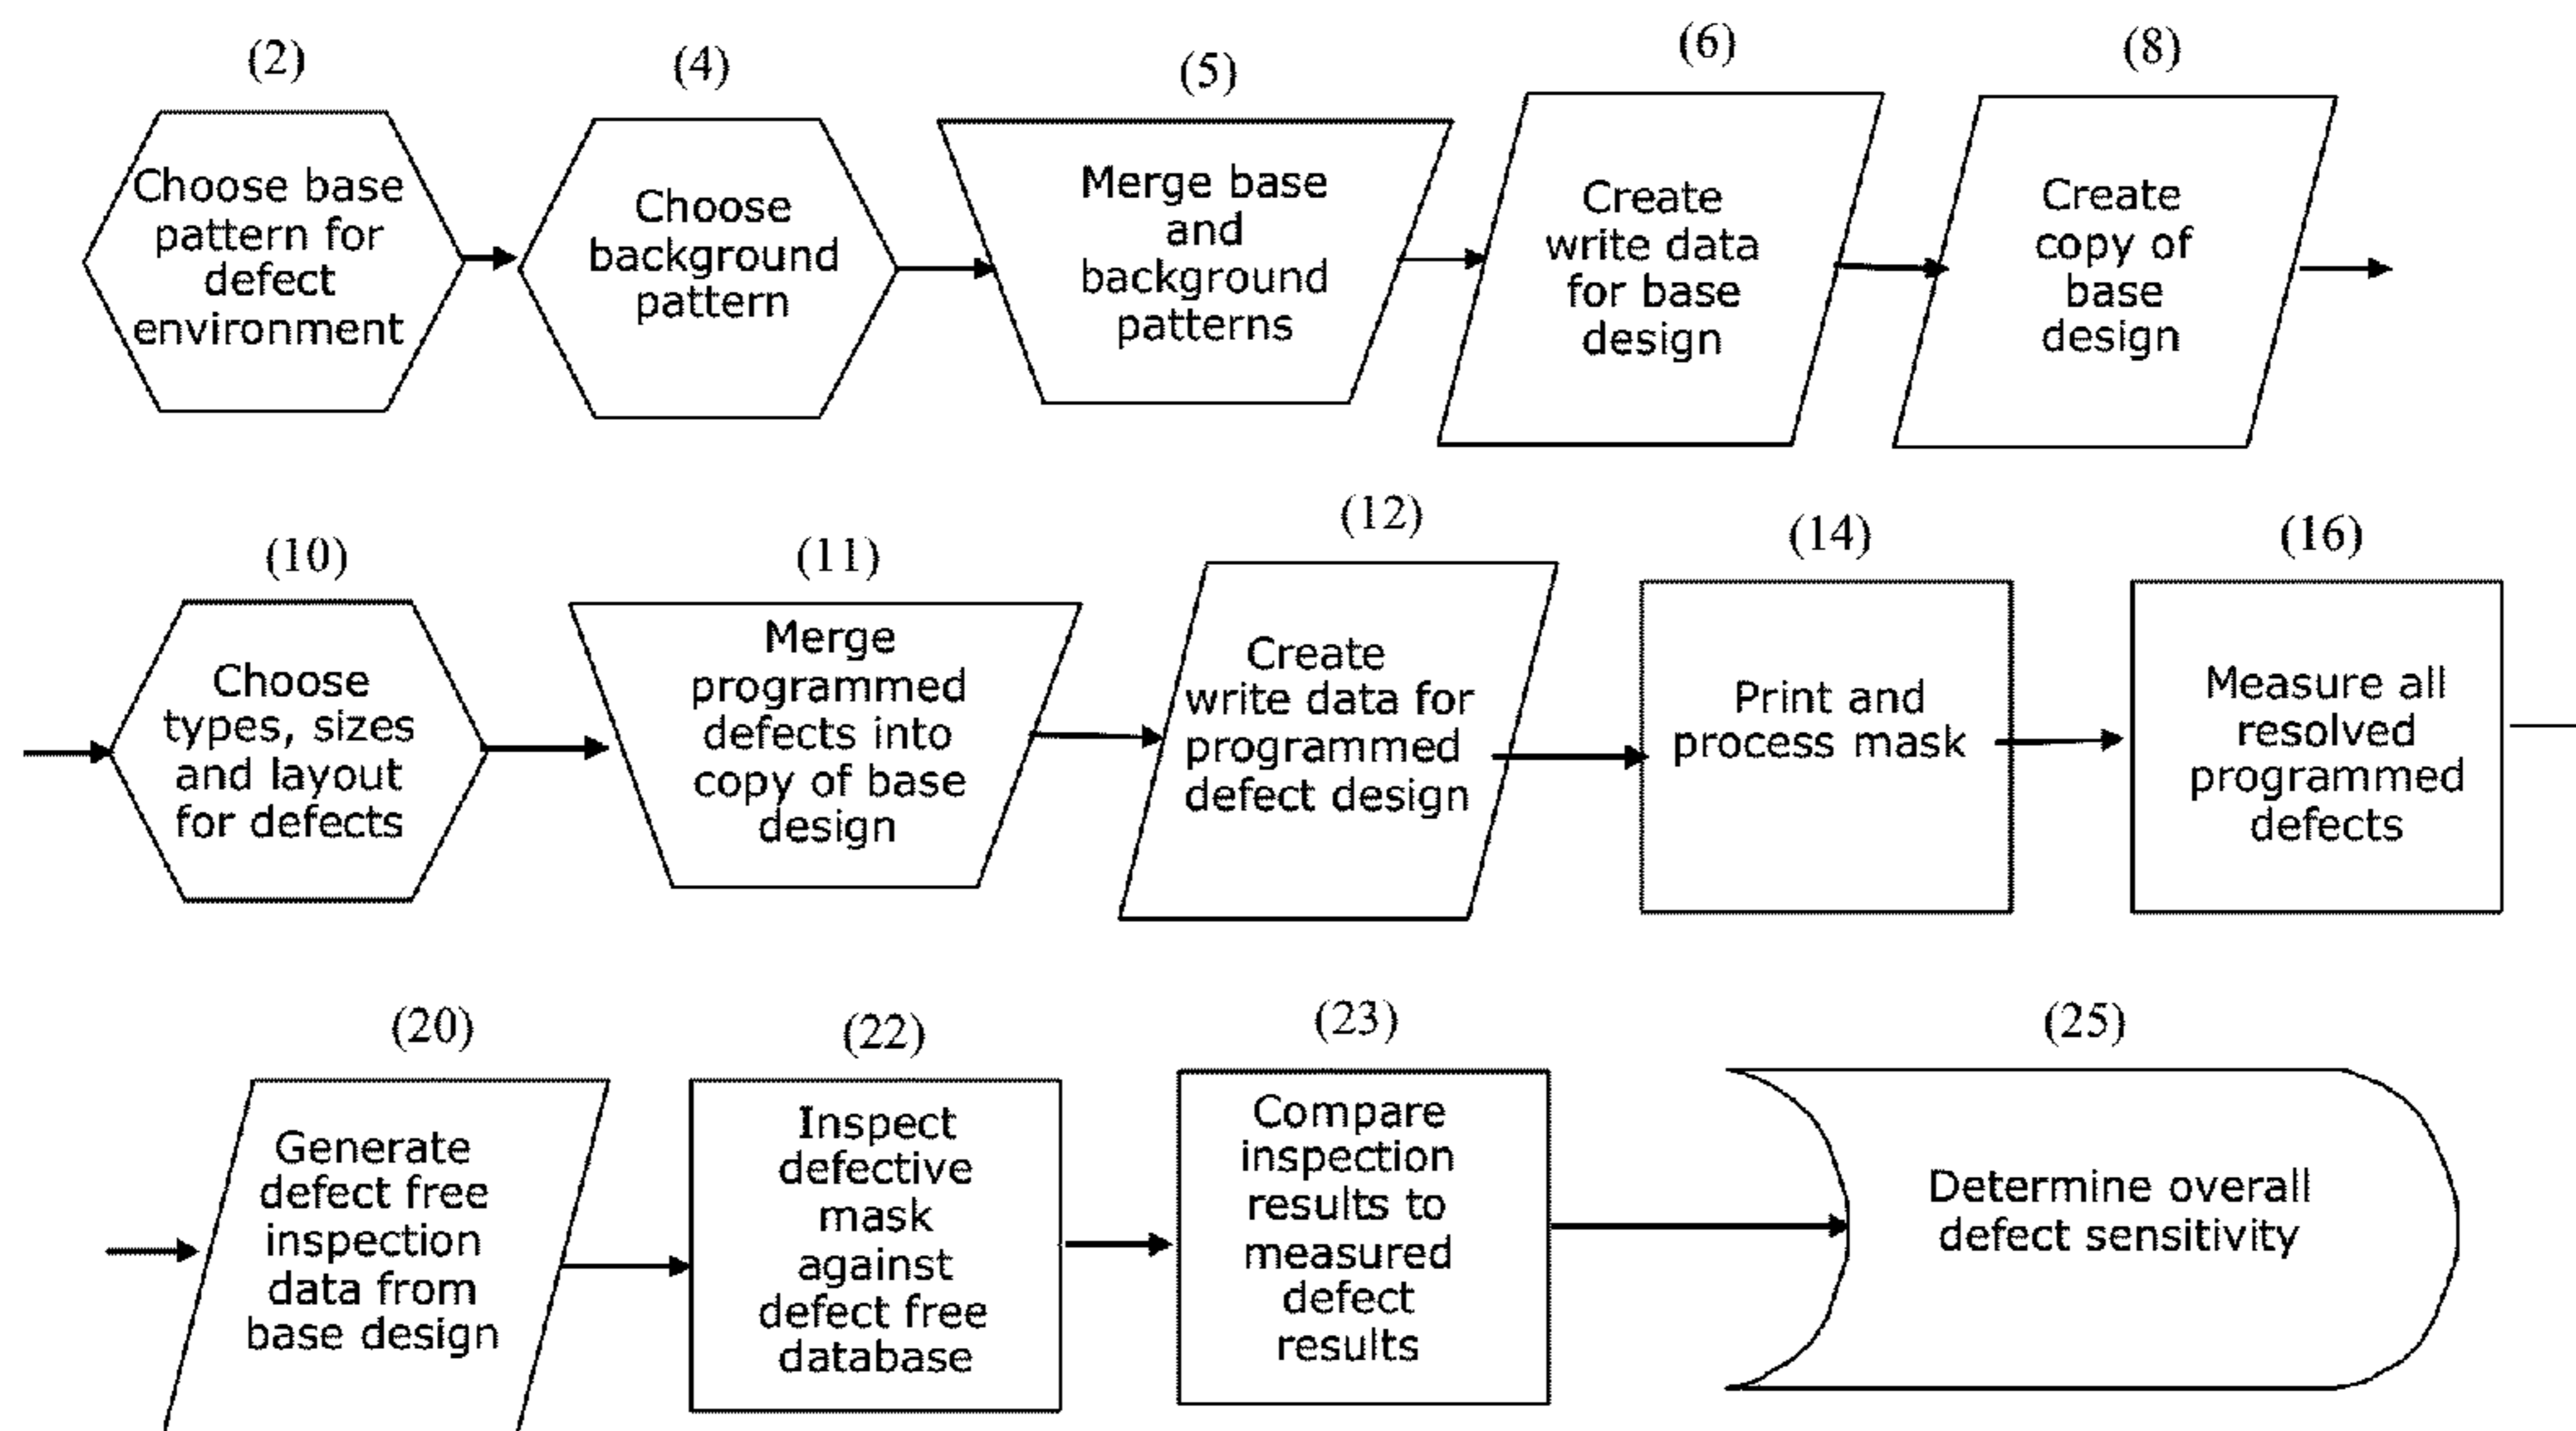 (2)
Choose base
pattern for
defect
environment
(4)
Choose
background
pattern
(5)
Merge base
and
background
patterns
(6)
Create
write data
for base
design
(8)
Create
copy of
base
design
(10)
Choose
types, sizes
and layout
for defects
(11)
Merge
programmed
defects into
copy of base
design
(12)
Create
write data for
programmed
defect design
(14)
Print and
process mask
(16)
Measure all
resolved
programmed
defects
(20)
Generate
defect free
inspection
data from
base design
(22)
Inspect
defective
mask
against
defect free
database
(23)
Compare
inspection
results to
measured
defect
results
(25)
Determine overall
defect sensitivity